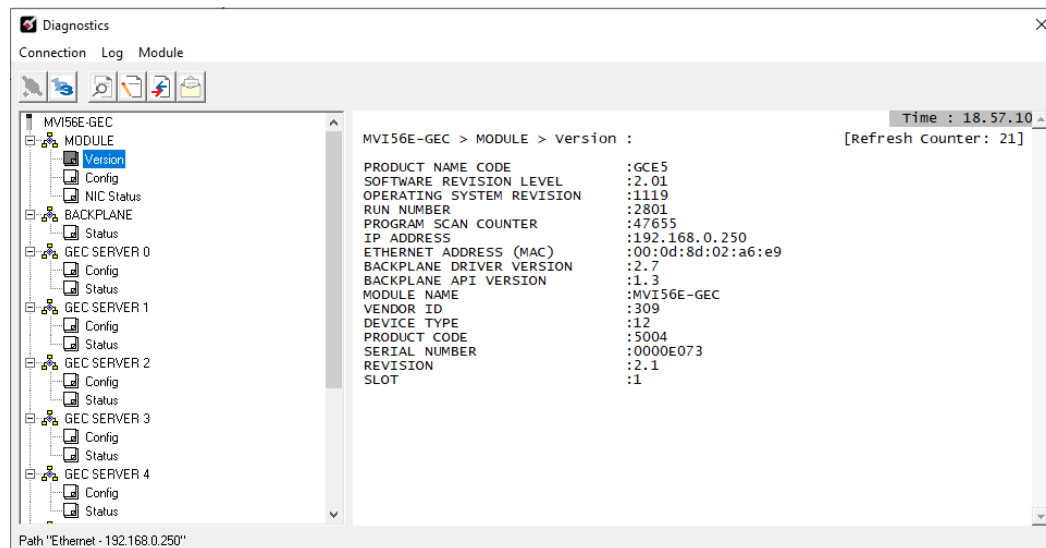 Diagnostics
Connection Log Module
MVI56E-GEC
MODULE
Version
Config
NIC Status
BACKPLANE
Status
GEC SERVER 0
Config
Status
GEC SERVER 1
Config
Status
GEC SERVER 2
Config
Status
GEC SERVER 3
Config
Status
GEC SERVER 4
Config
Status
Time : 18.57.10
MVI56E-GEC > MODULE > Version : [Refresh Counter: 21]
PRODUCT NAME CODE :GCE5
SOFTWARE REVISION LEVEL :2.01
OPERATING SYSTEM REVISION :1119
RUN NUMBER :2801
PROGRAM SCAN COUNTER :47655
IP ADDRESS :192.168.0.250
ETHERNET ADDRESS (MAC) :00:0d:8d:02:a6:e9
BACKPLANE DRIVER VERSION :2.7
BACKPLANE API VERSION :1.3
MODULE NAME :MVI56E-GEC
VENDOR ID :309
DEVICE TYPE :12
PRODUCT CODE :5004
SERIAL NUMBER :0000E073
REVISION :2.1
SLOT :1
Path "Ethernet - 192.168.0.250"